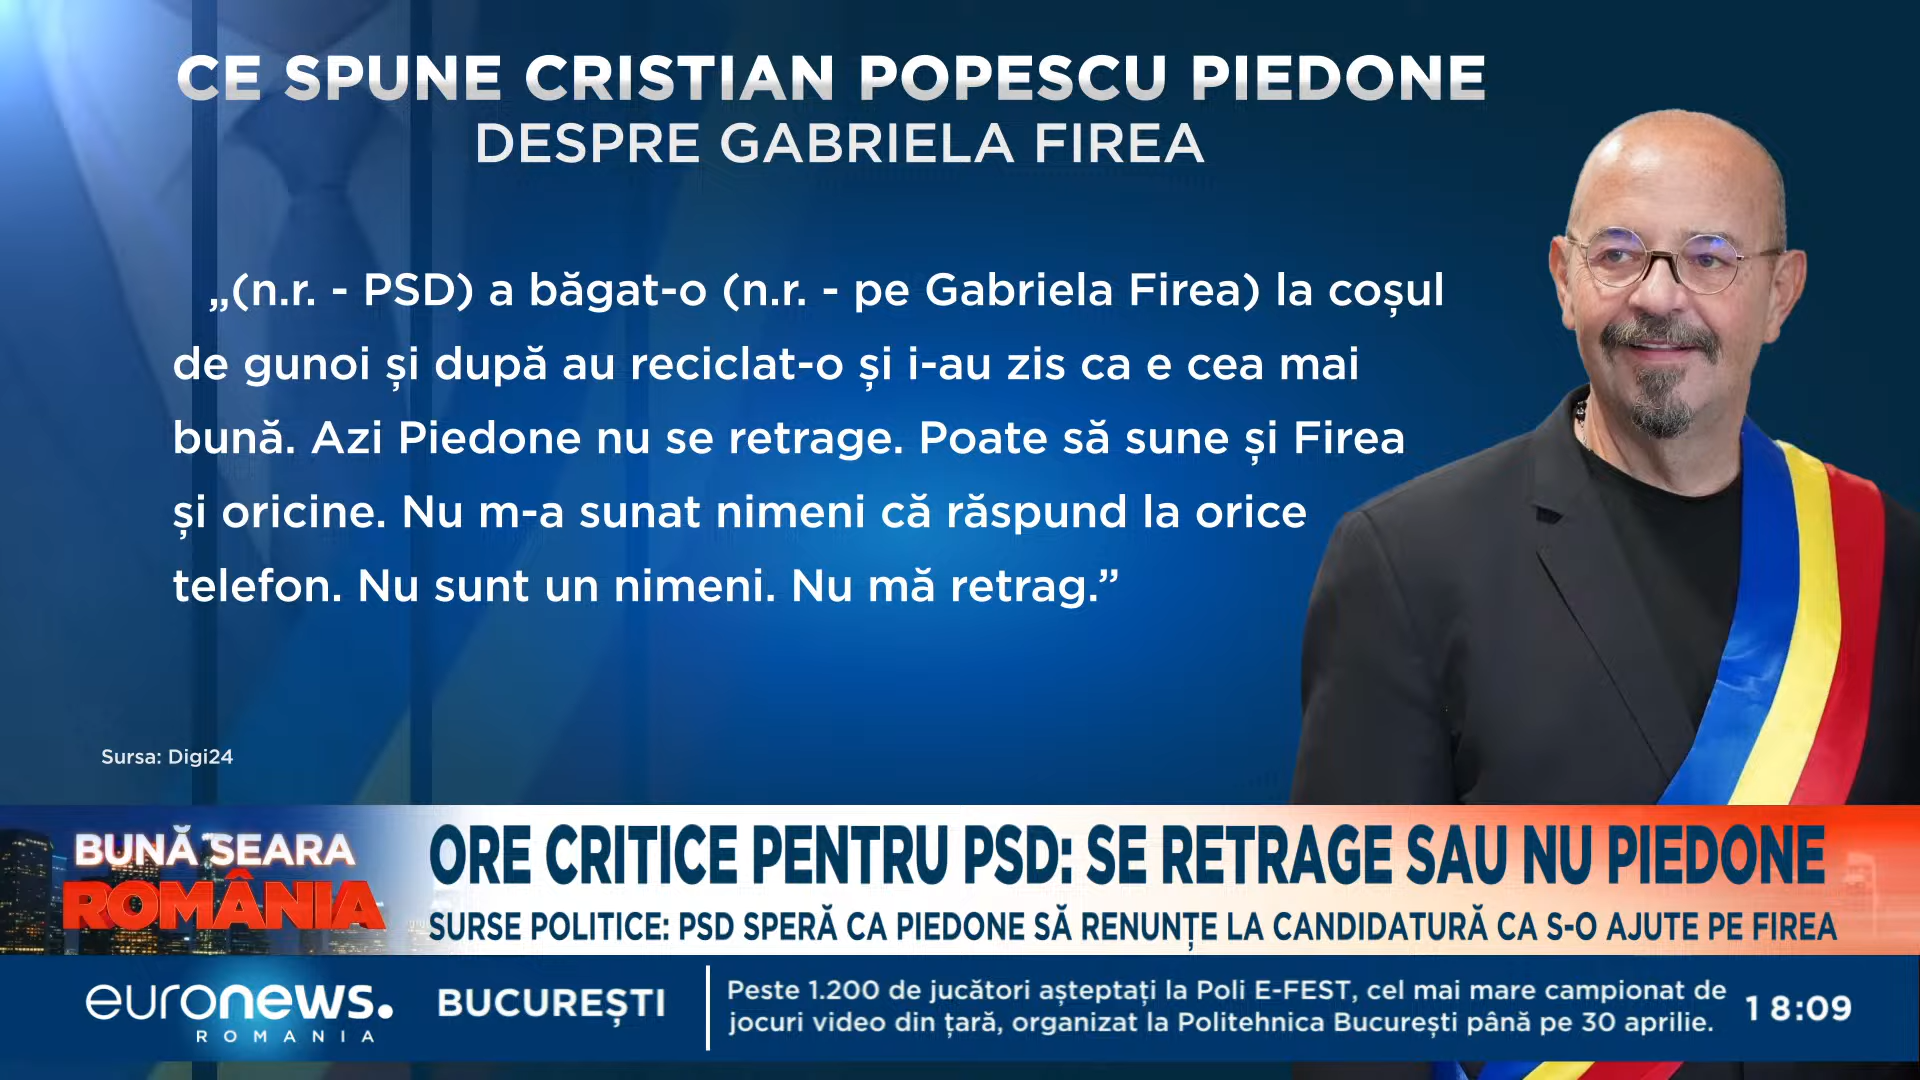 CE SPUNE CRISTIAN POPESCU PIEDONE
DESPRE GABRIELA FIREA
„(n.r. - PSD) a băgat-o (n.r. - pe Gabriela Firea) la coșul
de gunoi și după au reciclat-o și i-au zis ca e cea mai
bună. Azi Piedone nu se retrage. Poate să sune și Firea
și oricine. Nu m-a sunat nimeni că răspund la orice
telefon. Nu sunt un nimeni. Nu mă retrag.”
Sursa: Digi24
BUNĂ SEARA
ROMÂNIA
ORE CRITICE PENTRU PSD: SE RETRAGE SAU NU PIEDONE
SURSE POLITICE: PSD SPERĂ CA PIEDONE SĂ RENUNȚE LA CANDIDATURĂ CA S-O AJUTE PE FIREA
euronews.
ROMANIA
BUCUREȘTI
Peste 1.200 de jucători așteptați la Poli E-FEST, cel mai mare campionat de
jocuri video din țară, organizat la Politehnica București până pe 30 aprilie.
18:09